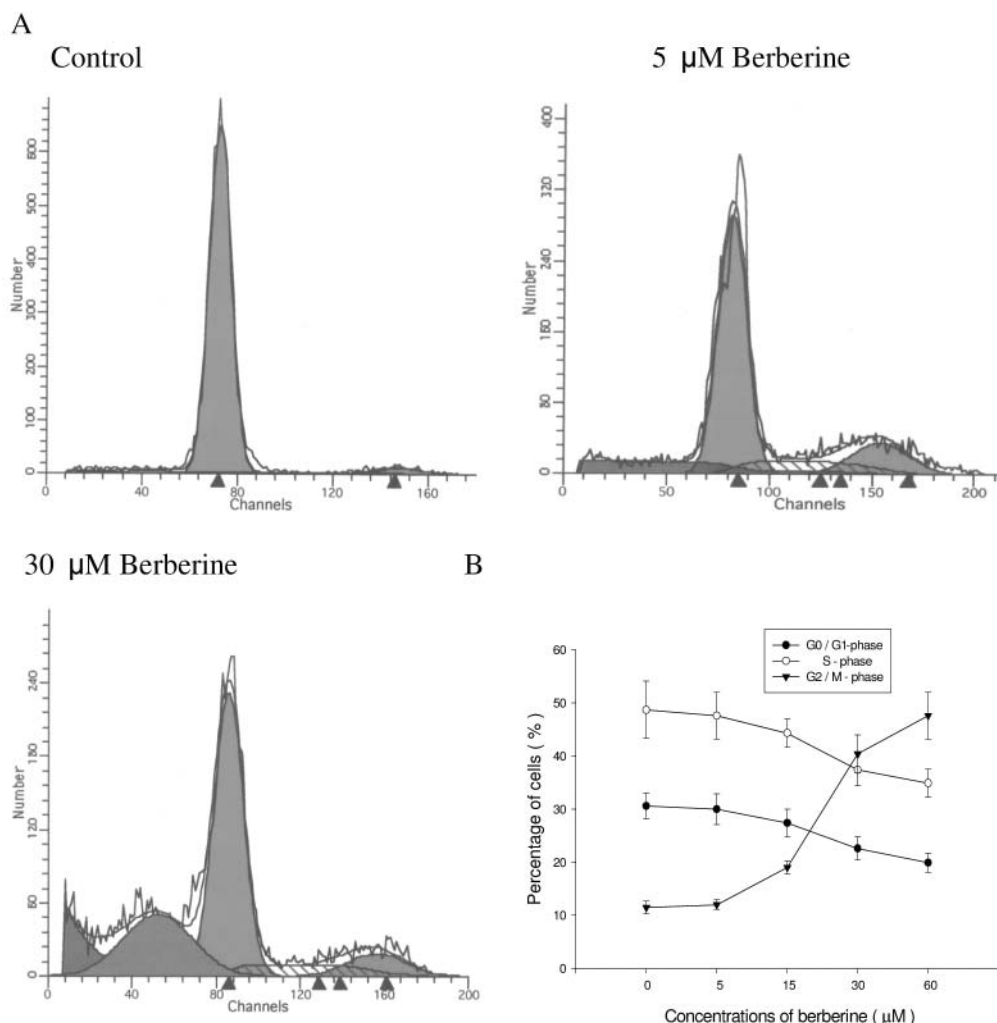 A
Control
5 μM Berberine
Number
600
500
400
300
200
100
0
0 40 80 120 160
Channels
Number
400
320
240
160
80
0
0 50 100 150 200
Channels
30 μM Berberine
B
Number
240
180
120
60
0
0 40 80 120 160 200
Channels
G0 / G1-phase
S - phase
G2 / M - phase
Percentage of cells ( % )
60
50
40
30
20
10
0
0 5 15 30 60
Concentrations of berberine ( μM )